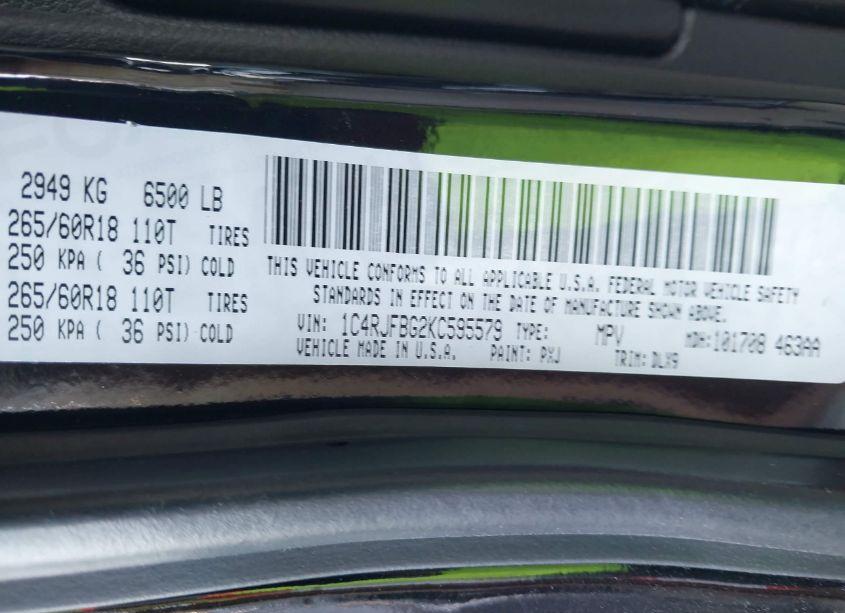 2949 KG 6500 LB
265/60R18 110T TIRES
250 KPA ( 36 PSI) COLD
265/60R18 110T TIRES
250 KPA ( 36 PSI) COLD
THIS VEHICLE CONFORMS TO ALL APPLICABLE U.S.A. FEDERAL MOTOR VEHICLE SAFETY
STANDARDS IN EFFECT ON THE DATE OF MANUFACTURE SHOWN ABOVE.
VIN: 1C4RJFBG2KC595579 TYPE: MPV MDH: 101708 463AA
VEHICLE MADE IN U.S.A. PAINT: PXJ TRIM: DLX9